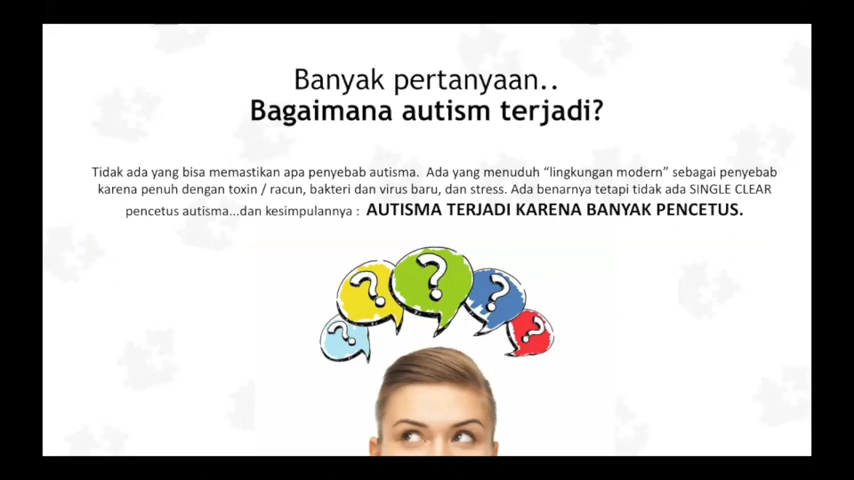 Banyak pertanyaan..
Bagaimana autism terjadi?
Tidak ada yang bisa memastikan apa penyebab autisma. Ada yang menuduh “lingkungan modern” sebagai penyebab
karena penuh dengan toxin / racun, bakteri dan virus baru, dan stress. Ada benarnya tetapi tidak ada SINGLE CLEAR
pencetus autisma...dan kesimpulannya : AUTISMA TERJADI KARENA BANYAK PENCETUS.
? ? ? ? ?